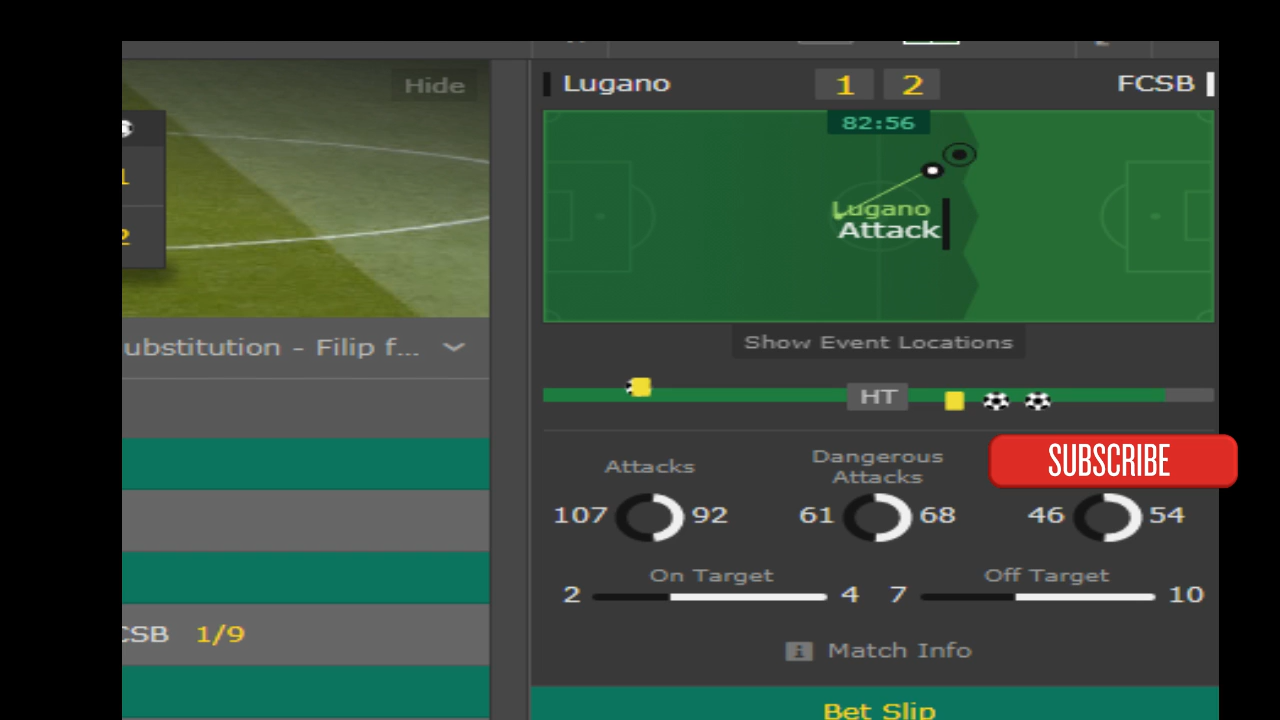 Hide
1
2
ubstitution - Filip f...
CSB 1/9
Lugano 1 2 FCSB
82:56
Lugano
Attack
Show Event Locations
HT
Attacks
107 92
Dangerous
Attacks
61 68
SUBSCRIBE
46 54
On Target
2 4
Off Target
7 10
i Match Info
Bet Slip